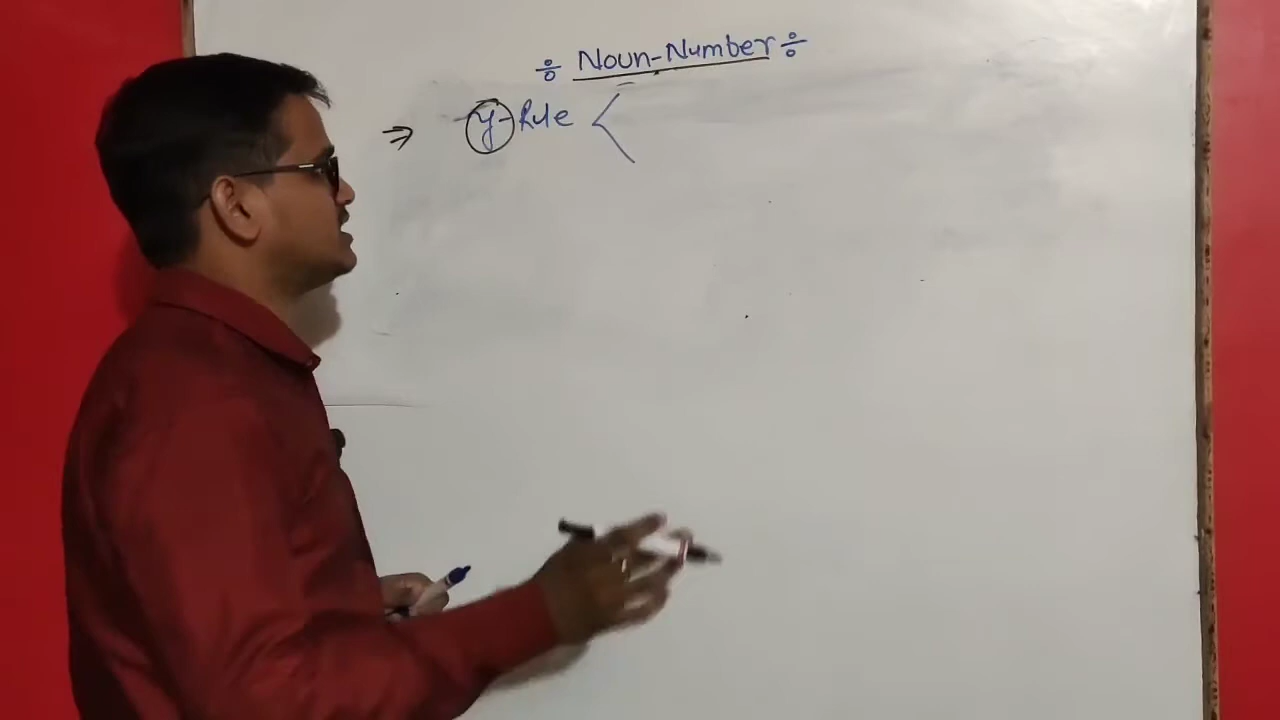 ÷ Noun-Number ÷
⇒ y-Rule <